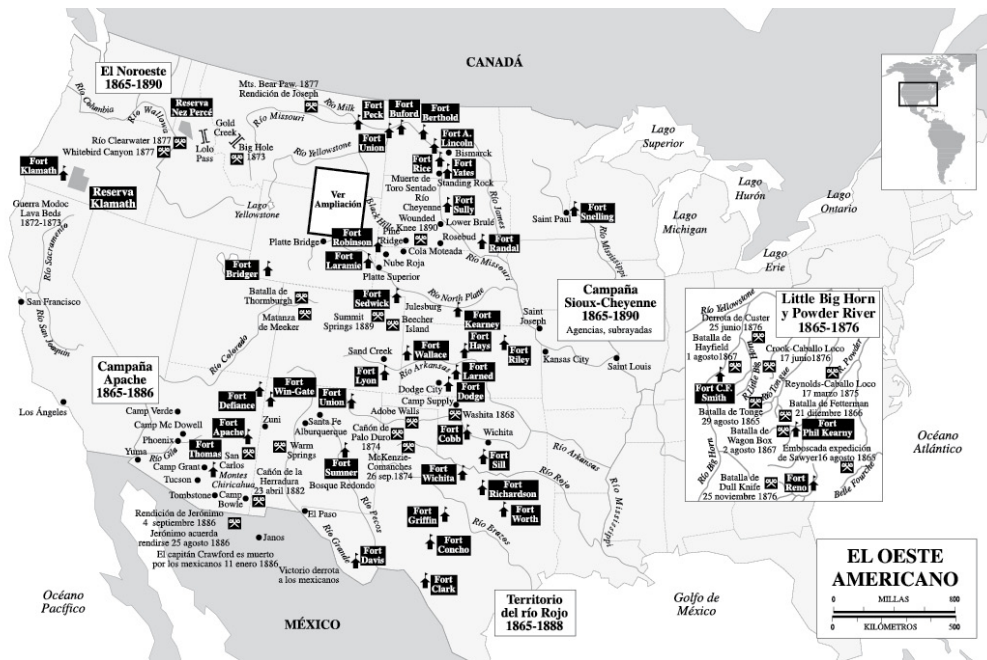 CANADÁ
El Noroeste
1865-1890
Mts. Bear Paw. 1877
Rendición de Joseph
Río Columbia
Río Wallowa
Reserva
Nez Percé
Gold
Creek
Lolo
Pass
Big Hole
1873
Río Clearwater 1877
Whitebird Canyon 1877
Río Missouri
Río Milk
Río Yellowstone
Fort
Peck
Fort
Buford
Fort
Berthold
Fort
Union
Fort A.
Lincoln
Bismarck
Fort
Rice
Fort
Yates
Muerte de
Toro Sentado
Standing Rock
Río
Cheyenne
Fort
Sully
Río James
Fort
Klamath
Reserva
Klamath
Guerra Modoc
Lava Beds
1872-1873
Río Sacramento
Lago
Yellowstone
Ver
Ampliación
Black Hills
Wounded
Knee 1890
Lower Brulé
Pine
Ridge
Rosebud
Cola Moteada
Fort
Randal
Río Missouri
Platte Bridge
Fort
Robinson
Fort
Laramie
Nube Roja
Platte Superior
Saint Paul
Fort
Snelling
Río Mississippi
Lago
Superior
Lago
Michigan
Lago
Hurón
Lago
Ontario
Lago
Erie
Fort
Bridger
Batalla de
Thornburgh
Matanza
de Meeker
Fort
Sedwick
Julesburg
Río North Platte
Summit
Springs 1889
Beecher
Island
Fort
Kearney
Campaña
Sioux-Cheyenne
1865-1890
Agencias, subrayadas
San Francisco
Río San Joaquin
Río Colorado
Sand Creek
Fort
Wallace
Fort
Hays
Fort
Riley
Saint
Joseph
Kansas City
Saint Louis
Campaña
Apache
1865-1886
Fort
Lyon
Río Arkansas
Fort
Larned
Dodge City
Fort
Dodge
Camp Supply
Los Ángeles
Fort
Defiance
Fort
Win-Gate
Fort
Union
Adobe Walls
Washita 1868
Camp Verde
Camp Mc Dowell
Phoenix
Fort
Apache
Zuni
Santa Fe
Alburquerque
Cañón de
Palo Duro
1874
Fort
Cobb
Wichita
Yuma
Río Gila
Fort
Thomas
San
Carlos
Warm
Springs
Fort
Sumner
Bosque Redondo
McKenzie-
Comanches
26 sep.1874
Fort
Sill
Río Arkansas
Camp Grant
Montes
Chiricahua
Cañón de la
Herradura
23 abril 1882
Fort
Wichita
Río Rojo
Tucson
Tombstone
Camp
Bowle
Fort
Richardson
Rendición de Jerónimo
4 septiembre 1886
El Paso
Río Pecos
Fort
Griffin
Fort
Worth
Río Brazos
Río Mississippi
Jerónimo acuerda
rendirse 25 agosto 1886
Janos
Río Grande
Fort
Concho
El capitán Crawford es muerto
por los mexicanos 11 enero 1886
Fort
Davis
Victorio derrota
a los mexicanos
Fort
Clark
Territorio
del río Rojo
1865-1888
Océano
Pacífico
MÉXICO
Golfo de
México
Océano
Atlántico
Little Big Horn
y Powder River
1865-1876
Río Yellowstone
Derrota de Custer
25 junio 1876
Batalla de
Hayfield
1 agosto1867
Crook-Caballo Loco
17 junio1876
R. Little Big Horn
Río Tongue
R. Powder
Fort C.F.
Smith
Reynolds-Caballo Loco
17 marzo 1875
Batalla de Tonge
29 agosto 1865
Batalla de Fetterman
21 diiembre 1866
Batalla de
Wagon Box
2 agosto 1867
Fort
Phil Kearny
Emboscada expedición
de Sawyer16 agosto 1865
Río Big Horn
Batalla de
Dull Knife
25 noviembre 1876
Fort
Reno
Belle Fourche
EL OESTE
AMERICANO
0 MILLAS 800
0 KILÓMETROS 500